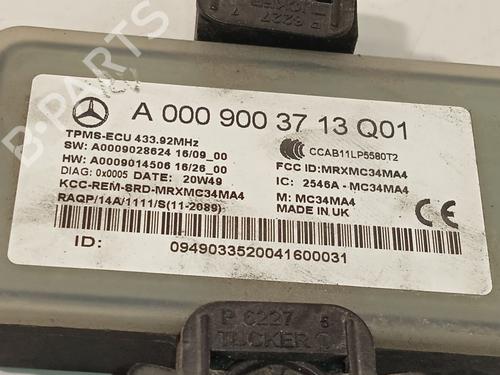 P 6227
A 000 900 37 13 Q01
TPMS-ECU 433.92MHz
SW: A0009028624 16/09_00
HW: A0009014506 16/26_00
DIAG: 0x0005 DATE: 20W49
KCC-REM-SRD-MRXMC34MA4
RAQP/14A/1111/S(11-2089)
CCAB11LP5580T2
FCC ID:MRXMC34MA4
IC: 2546A - MC34MA4
M: MC34MA4
MADE IN UK
ID: 0949033520041600031
P 6227 5
TUCKER
B-PARTS